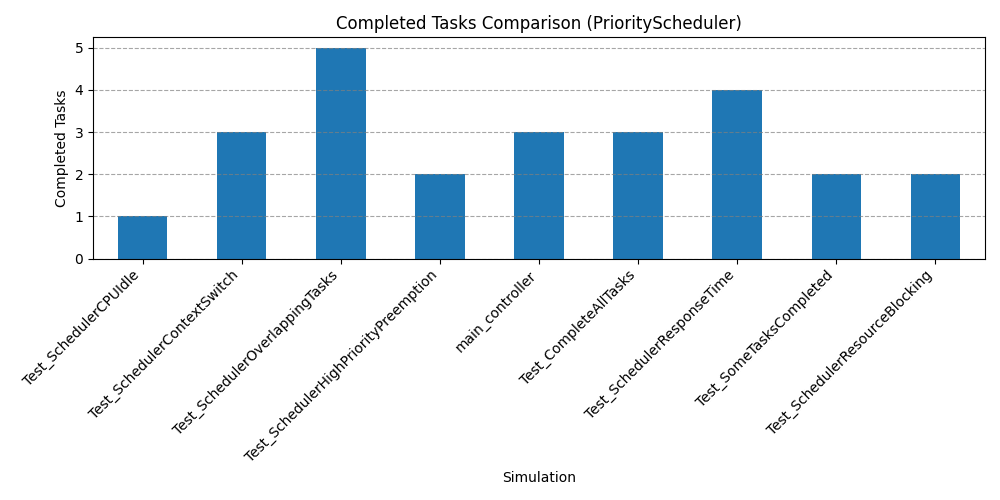 Completed Tasks Comparison (PriorityScheduler)
Completed Tasks
5
4
3
2
1
0
Test_SchedulerCPUIdle
Test_SchedulerContextSwitch
Test_SchedulerOverlappingTasks
Test_SchedulerHighPriorityPreemption
main_controller
Test_CompleteAllTasks
Test_SchedulerResponseTime
Test_SomeTasksCompleted
Test_SchedulerResourceBlocking
Simulation